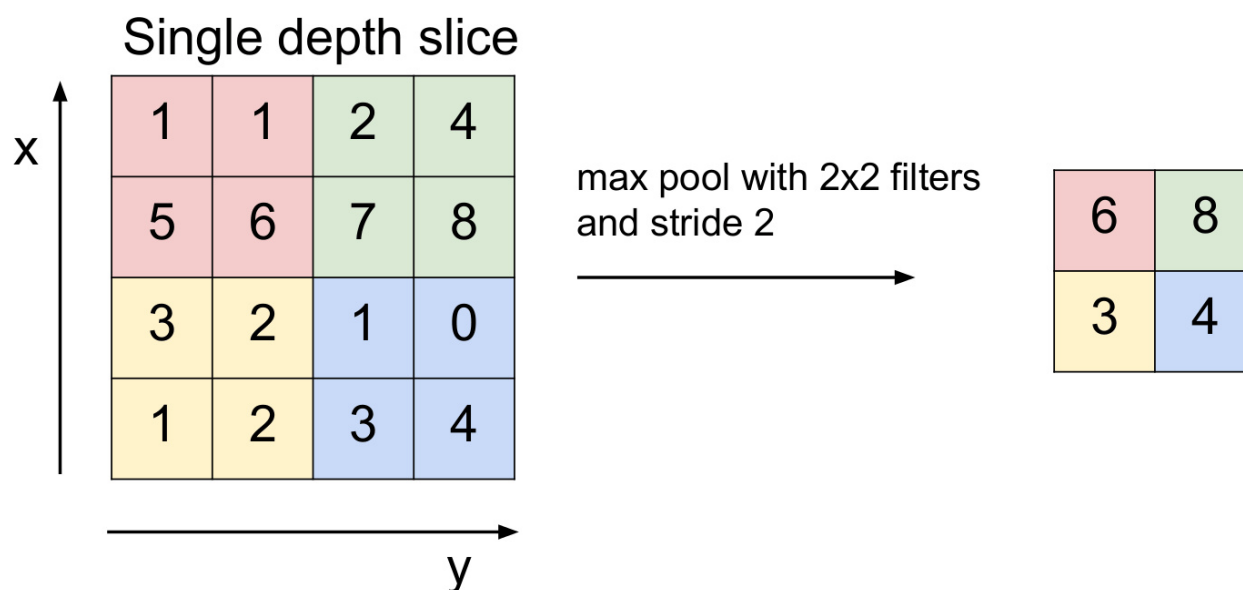 Single depth slice
x
1 1 2 4
5 6 7 8
3 2 1 0
1 2 3 4
y
max pool with 2x2 filters
and stride 2
6 8
3 4